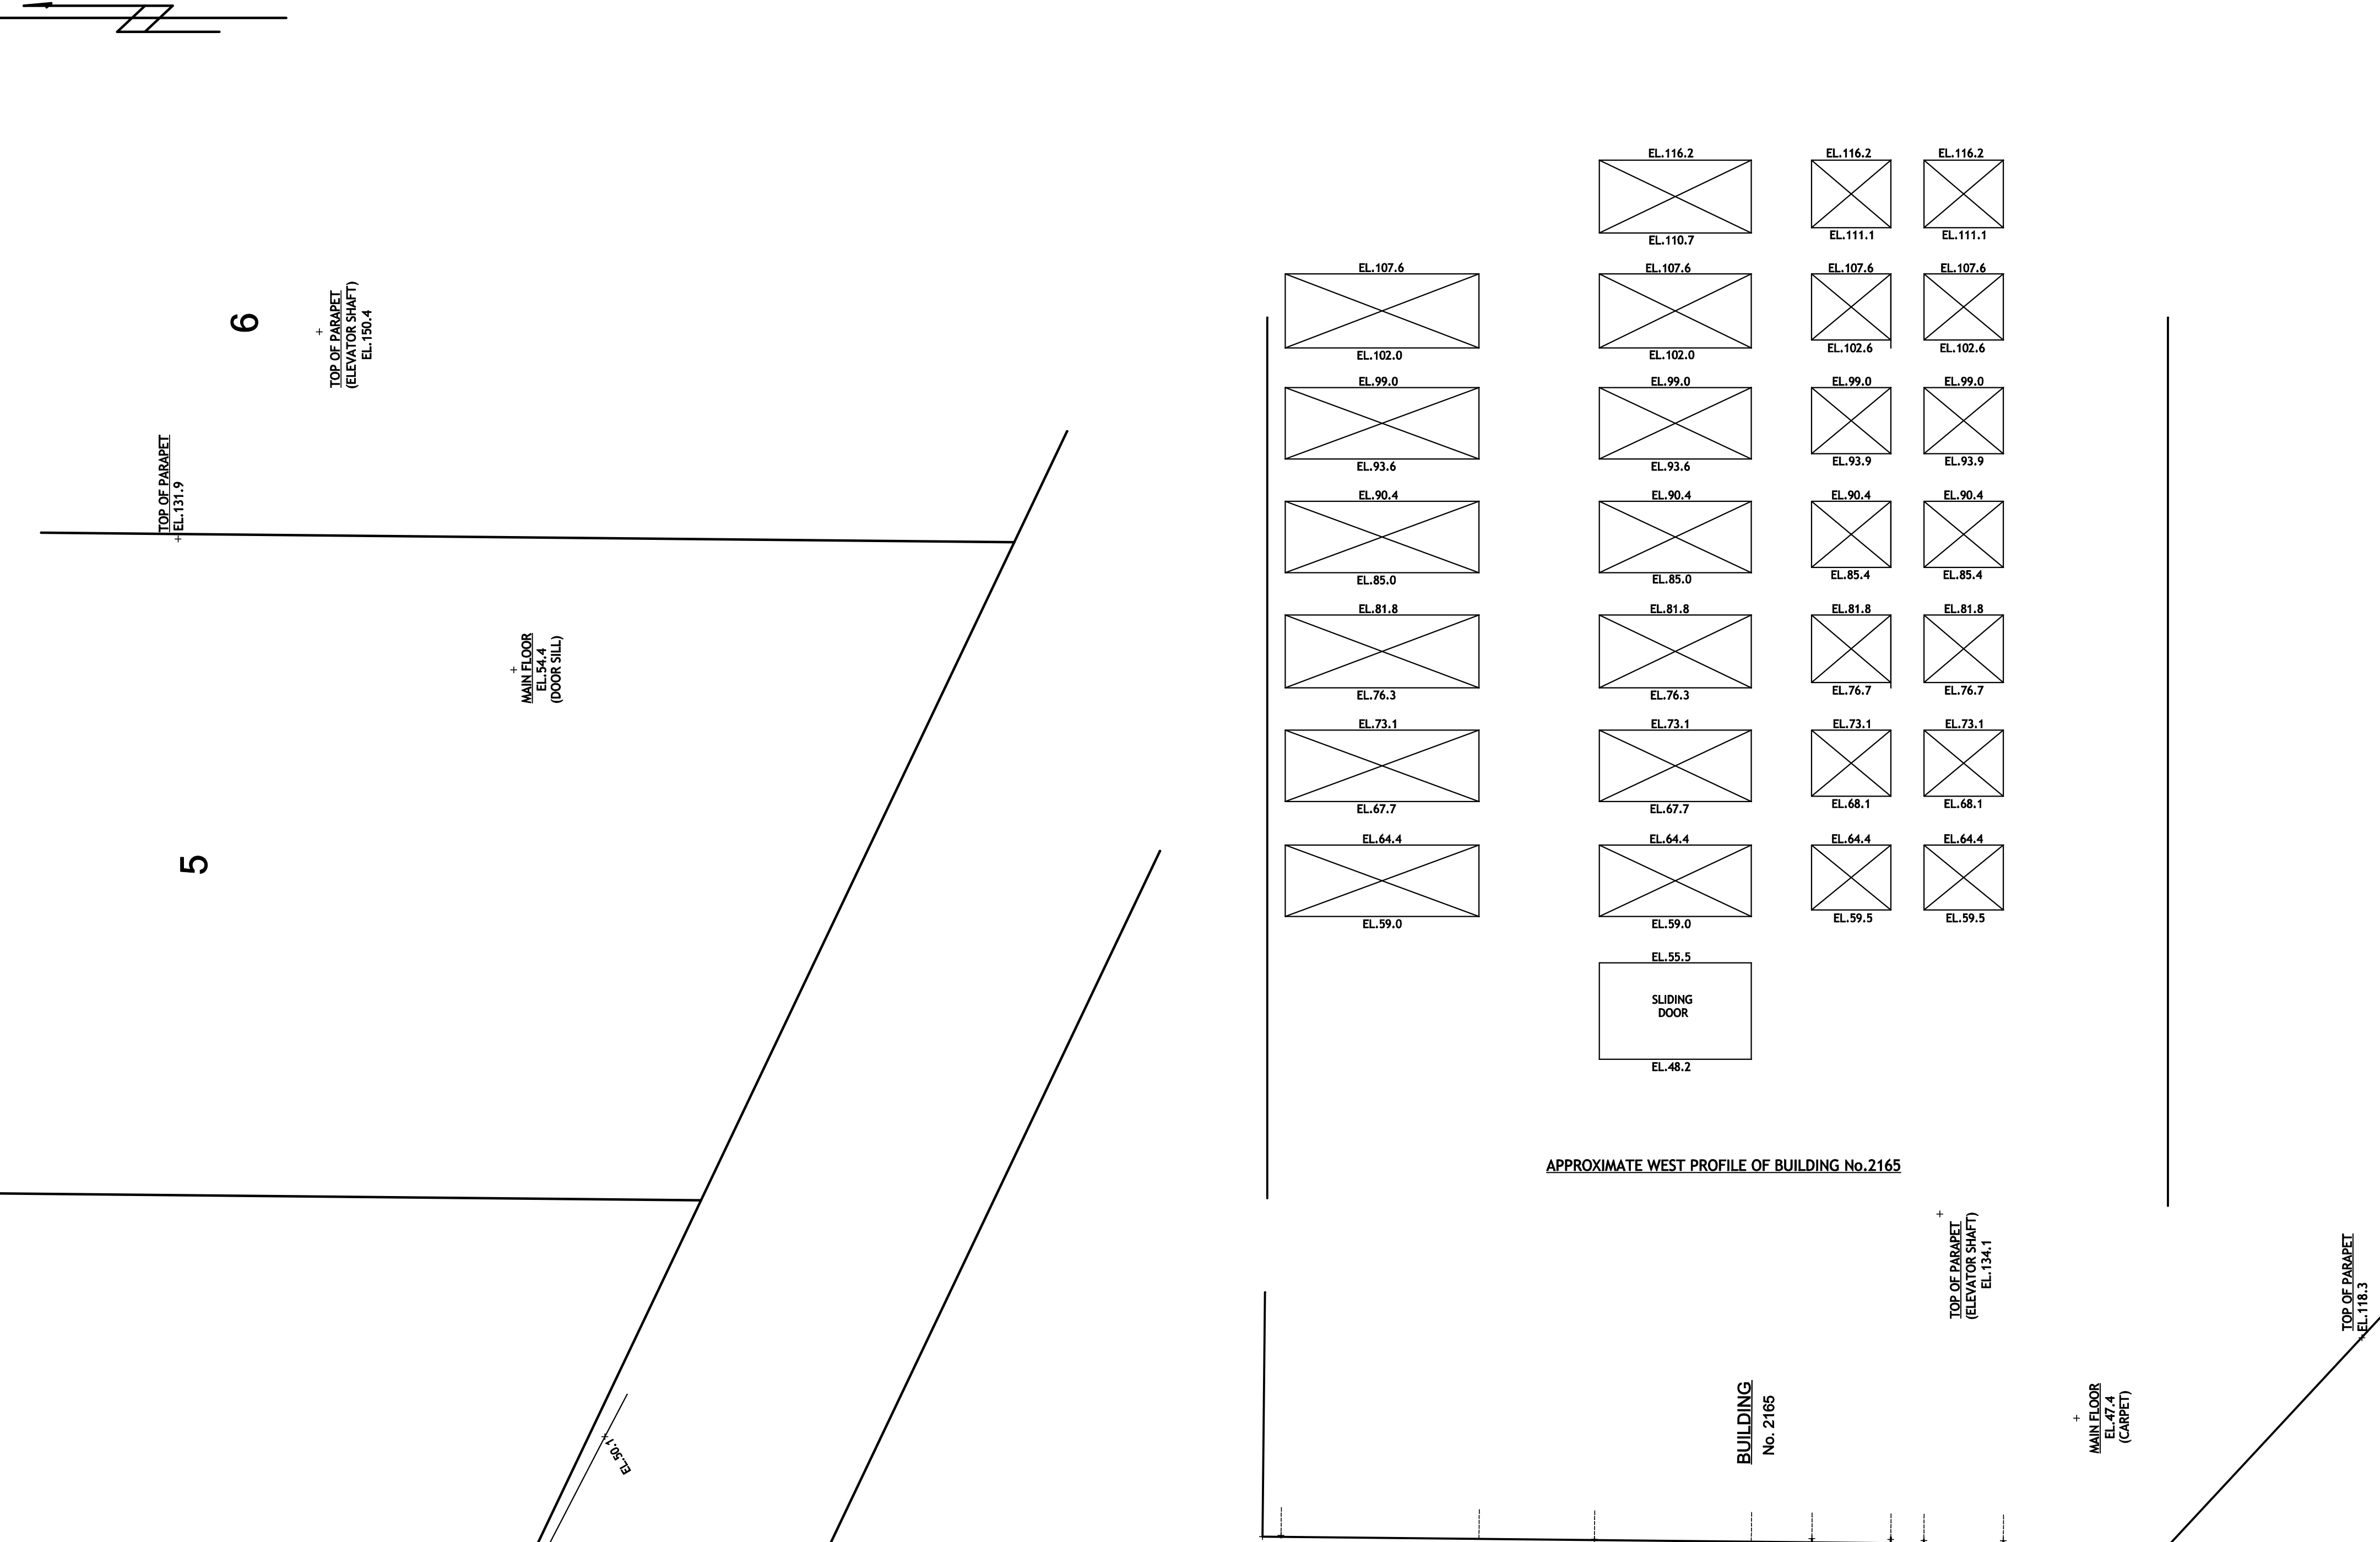 EL.116.2 EL.116.2 EL.116.2
EL.110.7 EL.111.1 EL.111.1
EL.107.6 EL.107.6 EL.107.6 EL.107.6
EL.102.0 EL.102.0 EL.102.6 EL.102.6
EL.99.0 EL.99.0 EL.99.0 EL.99.0
EL.93.6 EL.93.6 EL.93.9 EL.93.9
EL.90.4 EL.90.4 EL.90.4 EL.90.4
EL.85.0 EL.85.0 EL.85.4 EL.85.4
EL.81.8 EL.81.8 EL.81.8 EL.81.8
EL.76.3 EL.76.3 EL.76.7 EL.76.7
EL.73.1 EL.73.1 EL.73.1 EL.73.1
EL.67.7 EL.67.7 EL.68.1 EL.68.1
EL.64.4 EL.64.4 EL.64.4 EL.64.4
EL.59.0 EL.59.0 EL.59.5 EL.59.5
EL.55.5
SLIDING
DOOR
EL.48.2
APPROXIMATE WEST PROFILE OF BUILDING No.2165
6
TOP OF PARAPET
(ELEVATOR SHAFT)
EL.150.4
TOP OF PARAPET
EL.131.9
MAIN FLOOR
EL.54.4
(DOOR SILL)
5
EL.50.1
BUILDING
No. 2165
TOP OF PARAPET
(ELEVATOR SHAFT)
EL.134.1
MAIN FLOOR
EL.47.4
(CARPET)
TOP OF PARAPET
EL.118.3